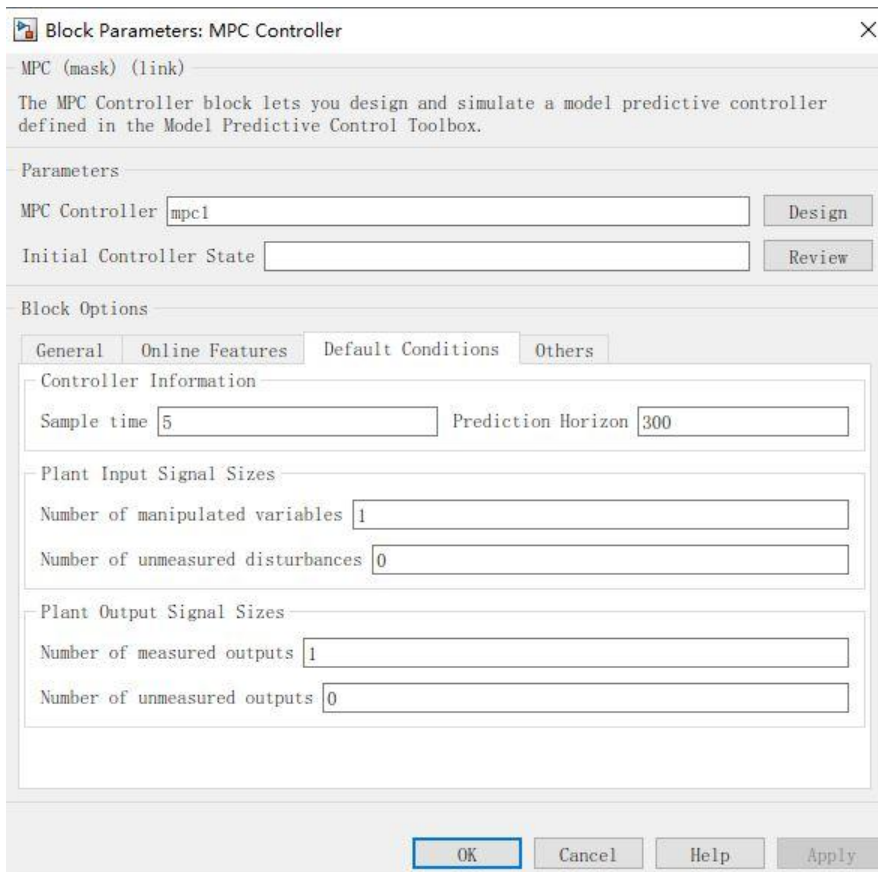 Block Parameters: MPC Controller
MPC (mask) (link)
The MPC Controller block lets you design and simulate a model predictive controller
defined in the Model Predictive Control Toolbox.
Parameters
MPC Controller mpc1 Design
Initial Controller State Review
Block Options
General Online Features Default Conditions Others
Controller Information
Sample time 5 Prediction Horizon 300
Plant Input Signal Sizes
Number of manipulated variables 1
Number of unmeasured disturbances 0
Plant Output Signal Sizes
Number of measured outputs 1
Number of unmeasured outputs 0
OK Cancel Help Apply